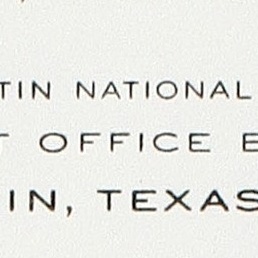 TIN NATIONAL
T OFFICE B
IN, TEXAS